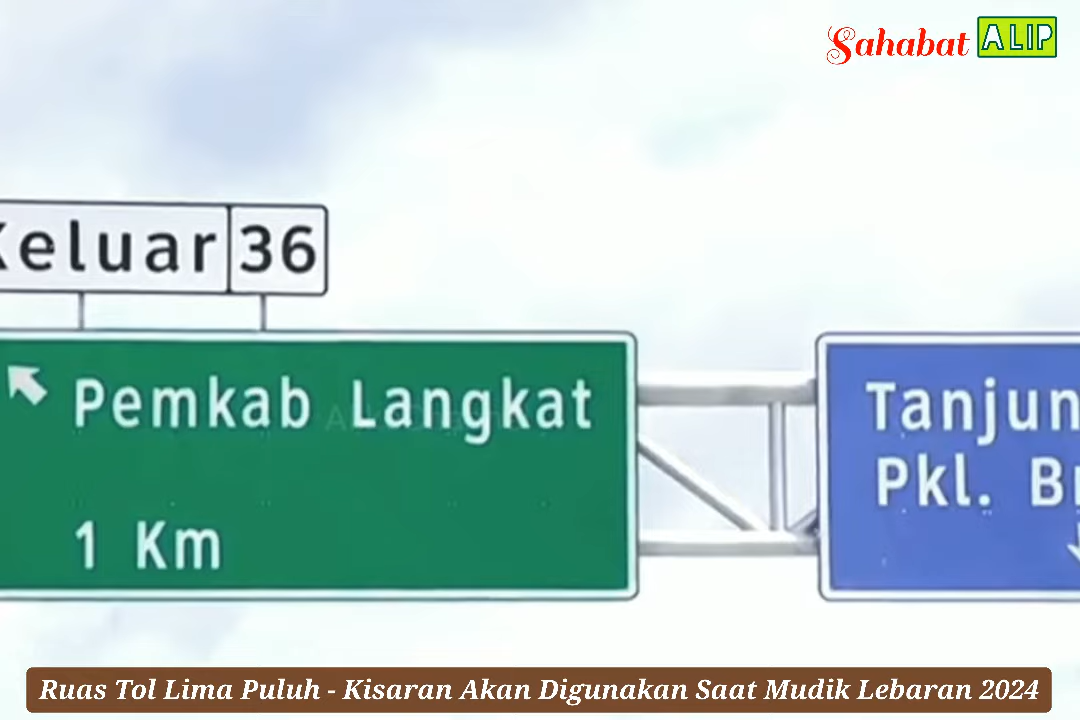 Sahabat ALIP
Keluar 36
Pemkab Langkat
1 Km
Pkl.
Ruas Tol Lima Puluh - Kisaran Akan Digunakan Saat Mudik Lebaran 2024